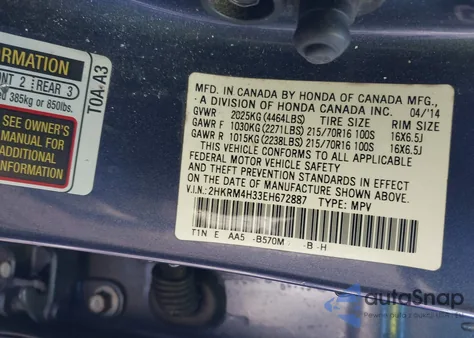 ORMATION
ONT 2 REAR 3
ed 385kg or 850lbs.
SEE OWNER'S
MANUAL FOR
ADDITIONAL
INFORMATION
T0A-A3
MFD. IN CANADA BY HONDA OF CANADA MFG.,
A DIVISION OF HONDA CANADA INC. 04/'14
GVWR 2025KG (4464LBS) TIRE SIZE RIM SIZE
GAWR F 1030KG (2271LBS) 215/70R16 100S 16X6.5J
GAWR R 1015KG (2238LBS) 215/70R16 100S 16X6.5J
THIS VEHICLE CONFORMS TO ALL APPLICABLE
FEDERAL MOTOR VEHICLE SAFETY
AND THEFT PREVENTION STANDARDS IN EFFECT
ON THE DATE OF MANUFACTURE SHOWN ABOVE.
V.I.N.: 2HKRM4H33EH672887 TYPE: MPV
T1N E AA5 -B570M -B-H
autoSnap